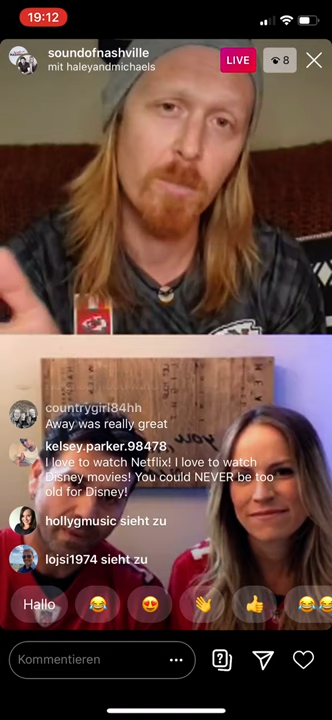 19:12
soundofnashville
mit haleyandmichaels
LIVE
8
countrygirl84hh
Away was really great
kelsey.parker.98478
I love to watch Netflix! I love to watch
Disney movies! You could NEVER be too
old for Disney!
hollygmusic sieht zu
lojsi1974 sieht zu
Hallo
Kommentieren